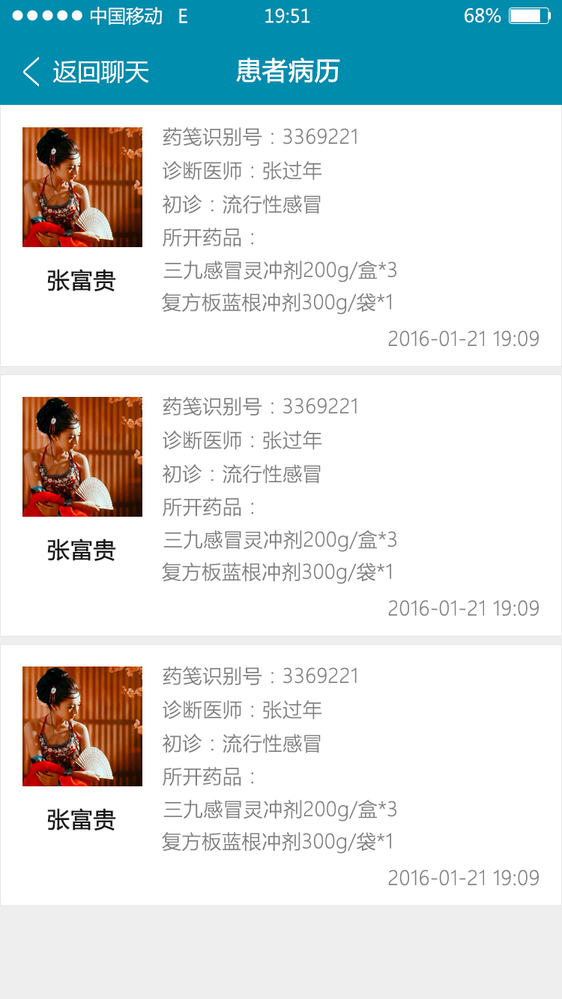 中国移动 E 19:51 68%
返回聊天 患者病历
药笺识别号：3369221
诊断医师：张过年
初诊：流行性感冒
所开药品：
三九感冒灵冲剂200g/盒*3
张富贵
复方板蓝根冲剂300g/袋*1
2016-01-21 19:09
药笺识别号：3369221
诊断医师：张过年
初诊：流行性感冒
所开药品：
三九感冒灵冲剂200g/盒*3
张富贵
复方板蓝根冲剂300g/袋*1
2016-01-21 19:09
药笺识别号：3369221
诊断医师：张过年
初诊：流行性感冒
所开药品：
三九感冒灵冲剂200g/盒*3
张富贵
复方板蓝根冲剂300g/袋*1
2016-01-21 19:09